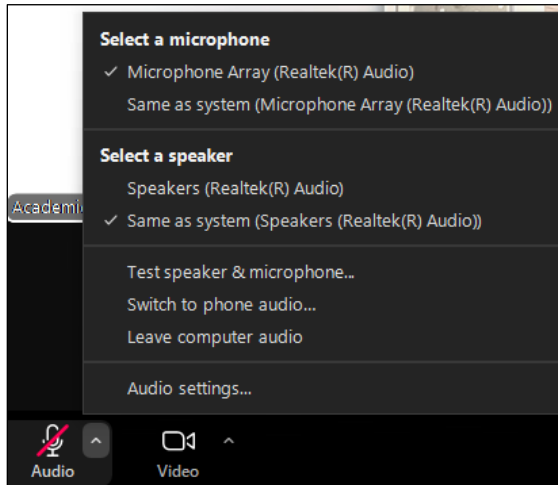 Select a microphone
Microphone Array (Realtek(R) Audio)
Same as system (Microphone Array (Realtek(R) Audio))
Select a speaker
Speakers (Realtek(R) Audio)
Same as system (Speakers (Realtek(R) Audio))
Test speaker & microphone...
Switch to phone audio...
Leave computer audio
Audio settings...
Audio
Video